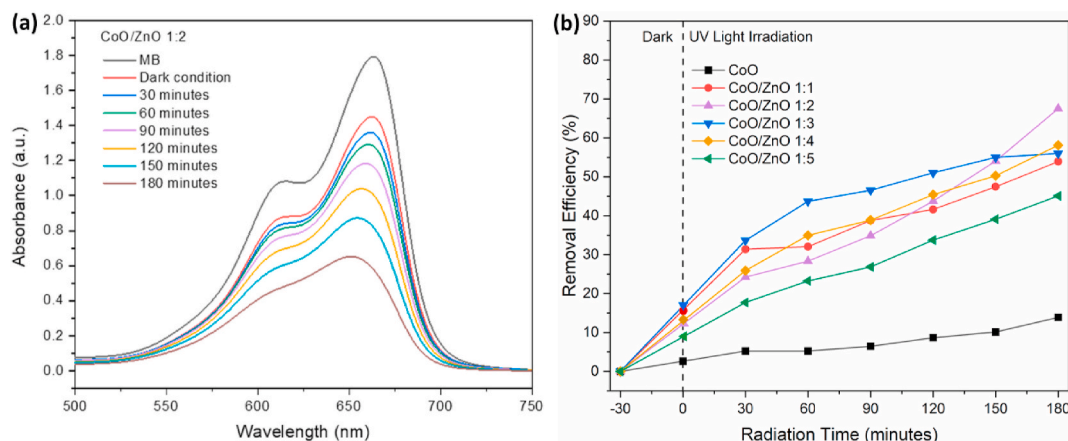 (a)
CoO/ZnO 1:2
MB
Dark condition
30 minutes
60 minutes
90 minutes
120 minutes
150 minutes
180 minutes
Absorbance (a.u.)
2.0
1.8
1.6
1.4
1.2
1.0
0.8
0.6
0.4
0.2
0.0
500 550 600 650 700 750
Wavelength (nm)
(b)
Dark UV Light Irradiation
CoO
CoO/ZnO 1:1
CoO/ZnO 1:2
CoO/ZnO 1:3
CoO/ZnO 1:4
CoO/ZnO 1:5
Removal Efficiency (%)
90
80
70
60
50
40
30
20
10
0
-30 0 30 60 90 120 150 180
Radiation Time (minutes)